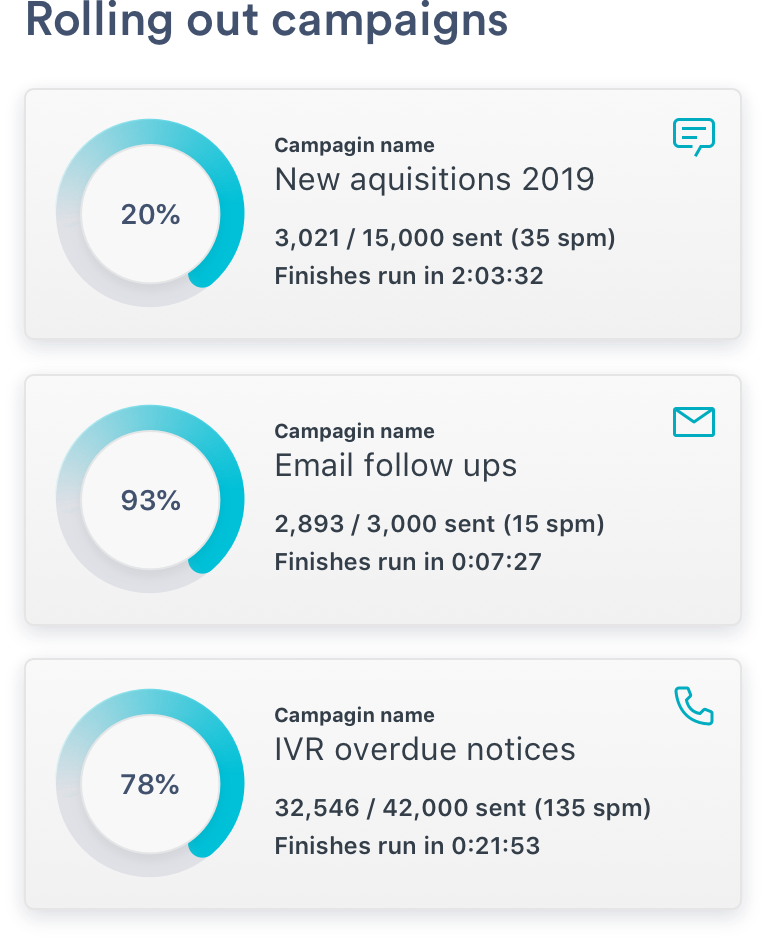 Rolling out campaigns
20%
Campagin name
New aquisitions 2019
3,021 / 15,000 sent (35 spm)
Finishes run in 2:03:32
93%
Campagin name
Email follow ups
2,893 / 3,000 sent (15 spm)
Finishes run in 0:07:27
78%
Campagin name
IVR overdue notices
32,546 / 42,000 sent (135 spm)
Finishes run in 0:21:53